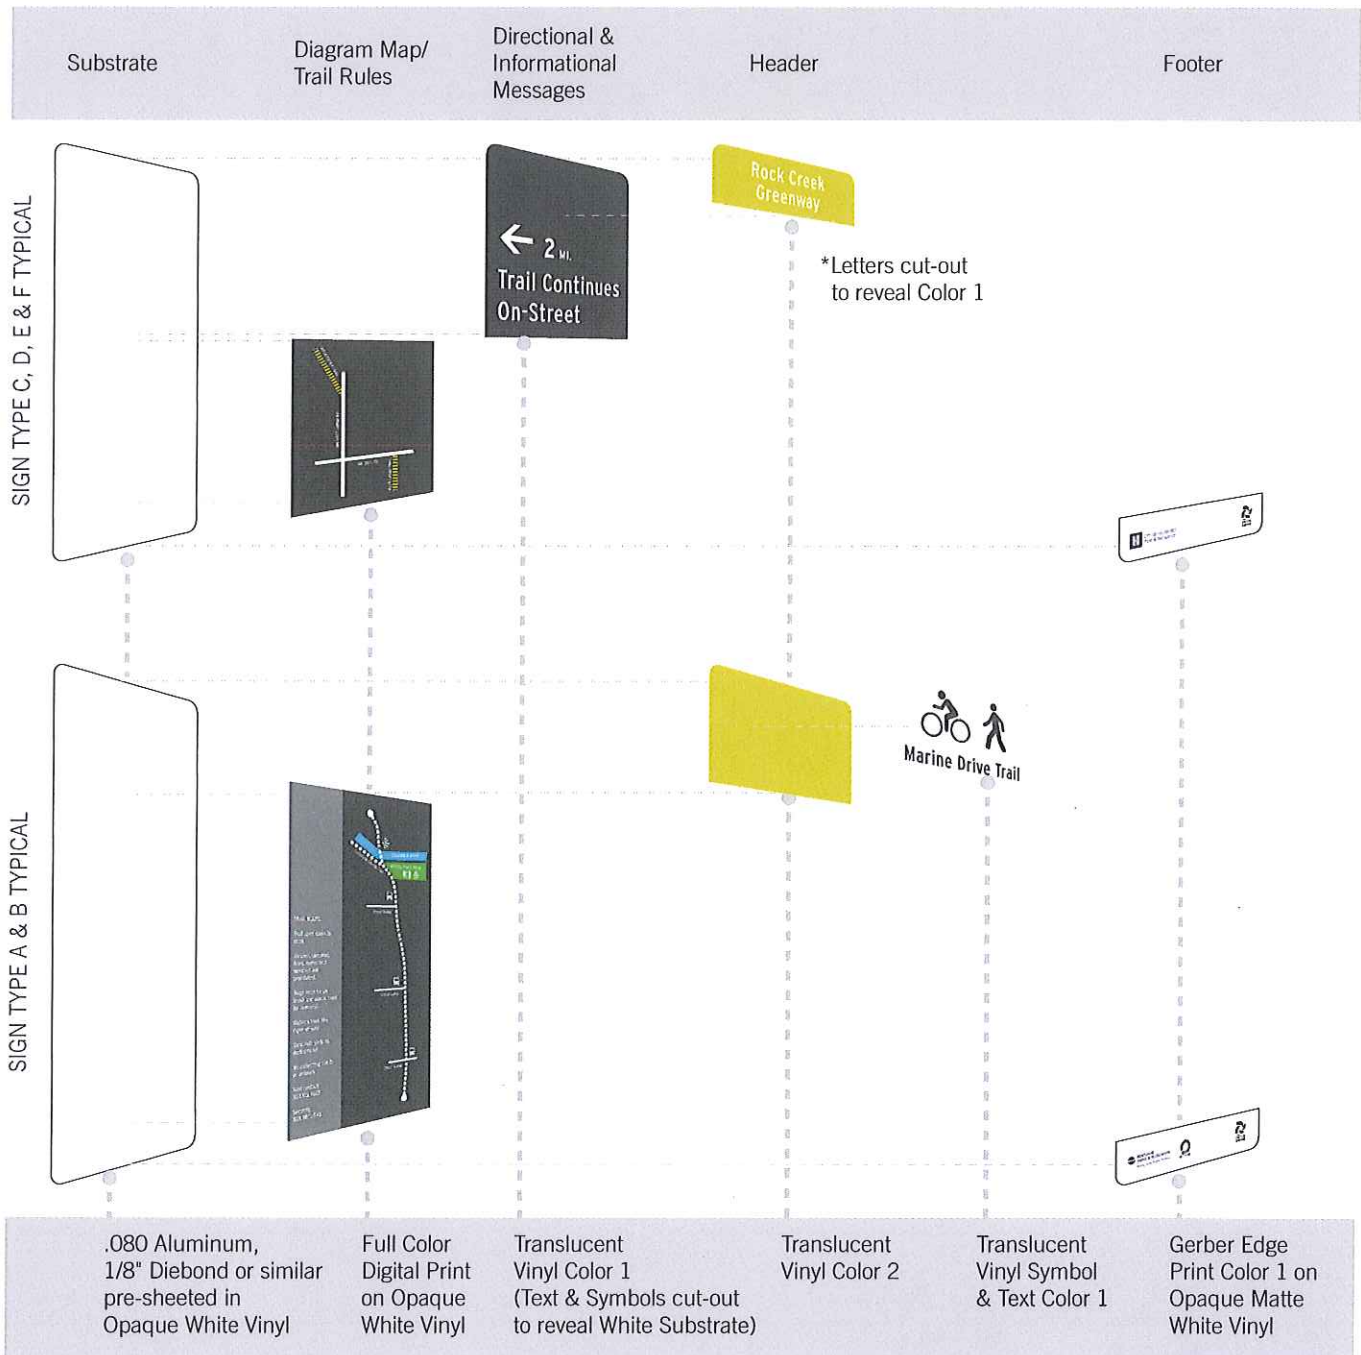 Substrate
Diagram Map/
Trail Rules
Directional &
Informational
Messages
Header
Footer
SIGN TYPE C, D, E & F TYPICAL
2 MI.
Trail Continues
On-Street
Rock Creek
Greenway
*Letters cut-out
to reveal Color 1
SIGN TYPE A & B TYPICAL
Marine Drive Trail
.080 Aluminum,
1/8" Diebond or similar
pre-sheeted in
Opaque White Vinyl
Full Color
Digital Print
on Opaque
White Vinyl
Translucent
Vinyl Color 1
(Text & Symbols cut-out
to reveal White Substrate)
Translucent
Vinyl Color 2
Translucent
Vinyl Symbol
& Text Color 1
Gerber Edge
Print Color 1 on
Opaque Matte
White Vinyl